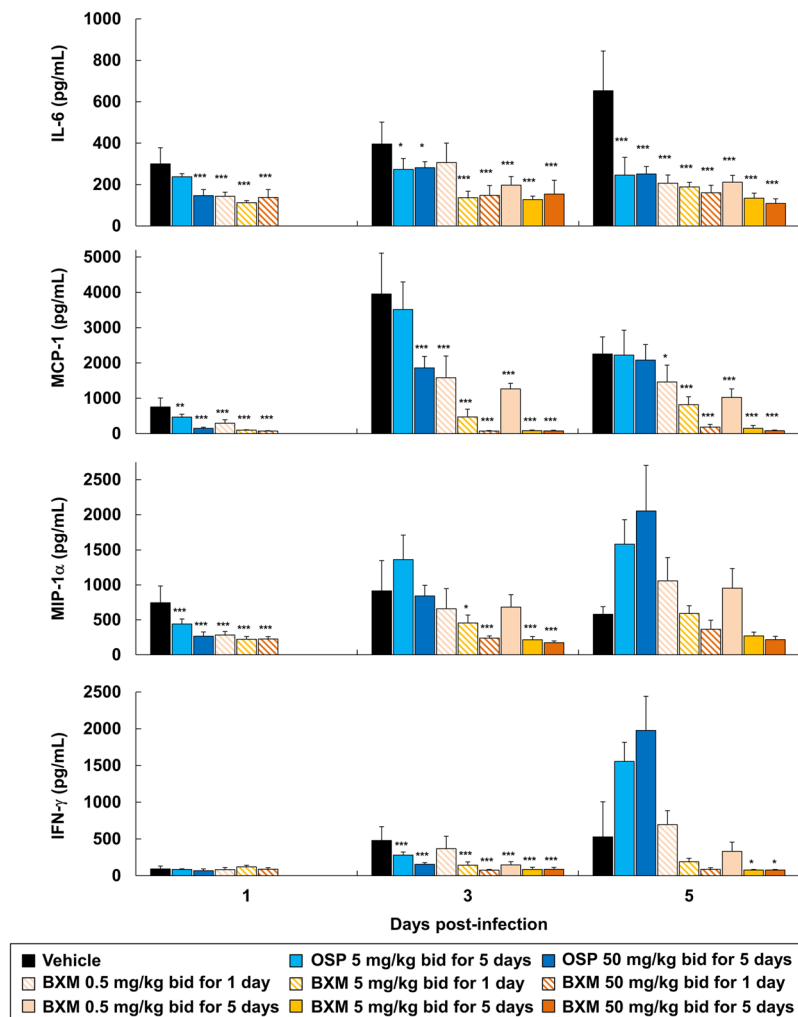 1000
800
600
400
200
0
IL-6 (pg/mL)
*** *** *** ***
* * *** *** *** *** ***
*** *** *** *** *** *** *** ***
5000
4000
3000
2000
1000
0
MCP-1 (pg/mL)
** *** *** *** ***
*** *** *** *** *** *** ***
* *** *** *** *** ***
2500
2000
1500
1000
500
0
MIP-1α (pg/mL)
*** *** *** *** ***
* *** *** ***
2500
2000
1500
1000
500
0
IFN-γ (pg/mL)
*** *** *** *** *** *** ***
* *
1 3 5
Days post-infection
Vehicle OSP 5 mg/kg bid for 5 days OSP 50 mg/kg bid for 5 days
BXM 0.5 mg/kg bid for 1 day BXM 5 mg/kg bid for 1 day BXM 50 mg/kg bid for 1 day
BXM 0.5 mg/kg bid for 5 days BXM 5 mg/kg bid for 5 days BXM 50 mg/kg bid for 5 days